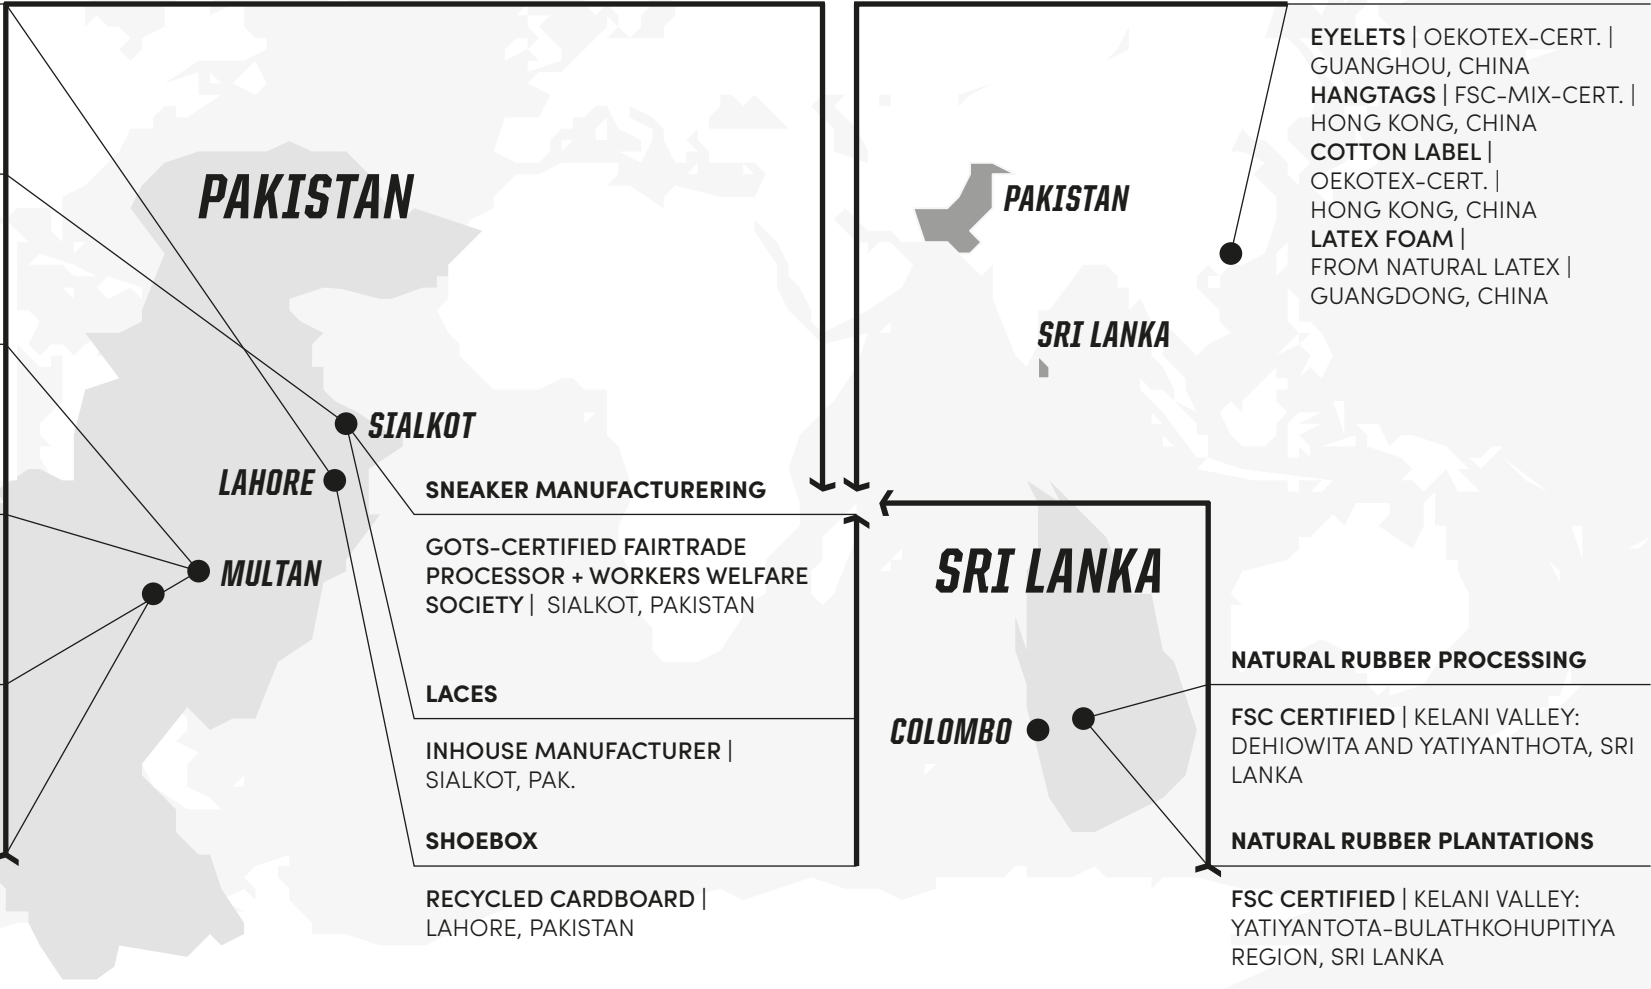 PAKISTAN
SIALKOT
LAHORE
MULTAN
SNEAKER MANUFACTURERING
GOTS-CERTIFIED FAIRTRADE
PROCESSOR + WORKERS WELFARE
SOCIETY | SIALKOT, PAKISTAN
LACES
INHOUSE MANUFACTURER |
SIALKOT, PAK.
SHOEBOX
RECYCLED CARDBOARD |
LAHORE, PAKISTAN
PAKISTAN
SRI LANKA
EYELETS | OEKOTEX-CERT. |
GUANGHOU, CHINA
HANGTAGS | FSC-MIX-CERT. |
HONG KONG, CHINA
COTTON LABEL |
OEKOTEX-CERT. |
HONG KONG, CHINA
LATEX FOAM |
FROM NATURAL LATEX |
GUANGDONG, CHINA
SRI LANKA
COLOMBO
NATURAL RUBBER PROCESSING
FSC CERTIFIED | KELANI VALLEY:
DEHIOWITA AND YATIYANTHOTA, SRI
LANKA
NATURAL RUBBER PLANTATIONS
FSC CERTIFIED | KELANI VALLEY:
YATIYANTOTA-BULATHKOHUPITIYA
REGION, SRI LANKA